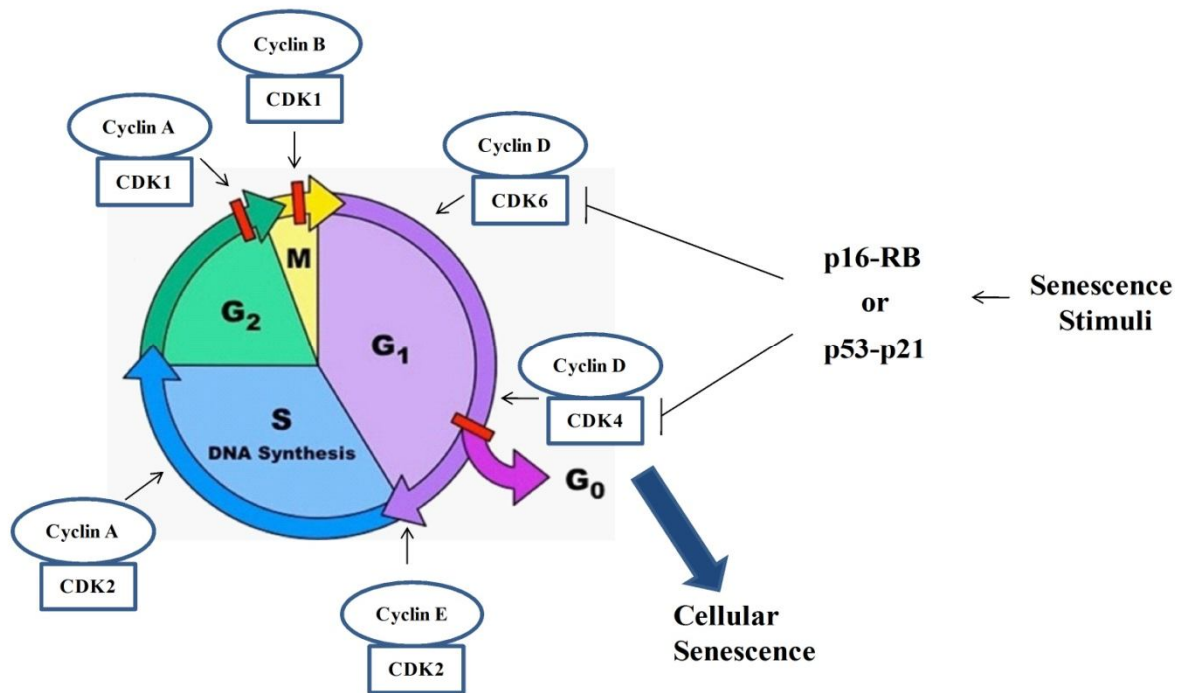 Cyclin B
CDK1
Cyclin A
CDK1
Cyclin D
CDK6
M
G₂
G₁
S
DNA Synthesis
G₀
Cyclin D
CDK4
p16-RB
or
p53-p21
Senescence
Stimuli
Cyclin A
CDK2
Cyclin E
CDK2
Cellular
Senescence